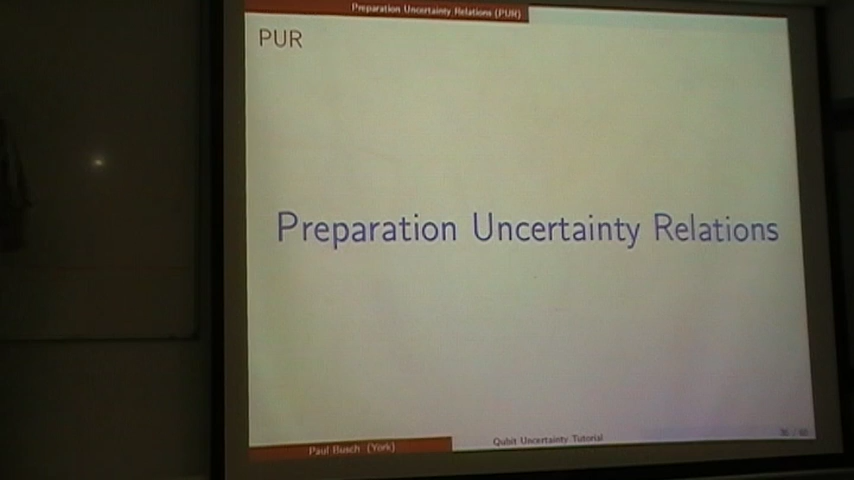 Preparation Uncertainty Relations (PUR)
PUR
Preparation Uncertainty Relations
Paul Busch (York)
Qubit Uncertainty Tutorial